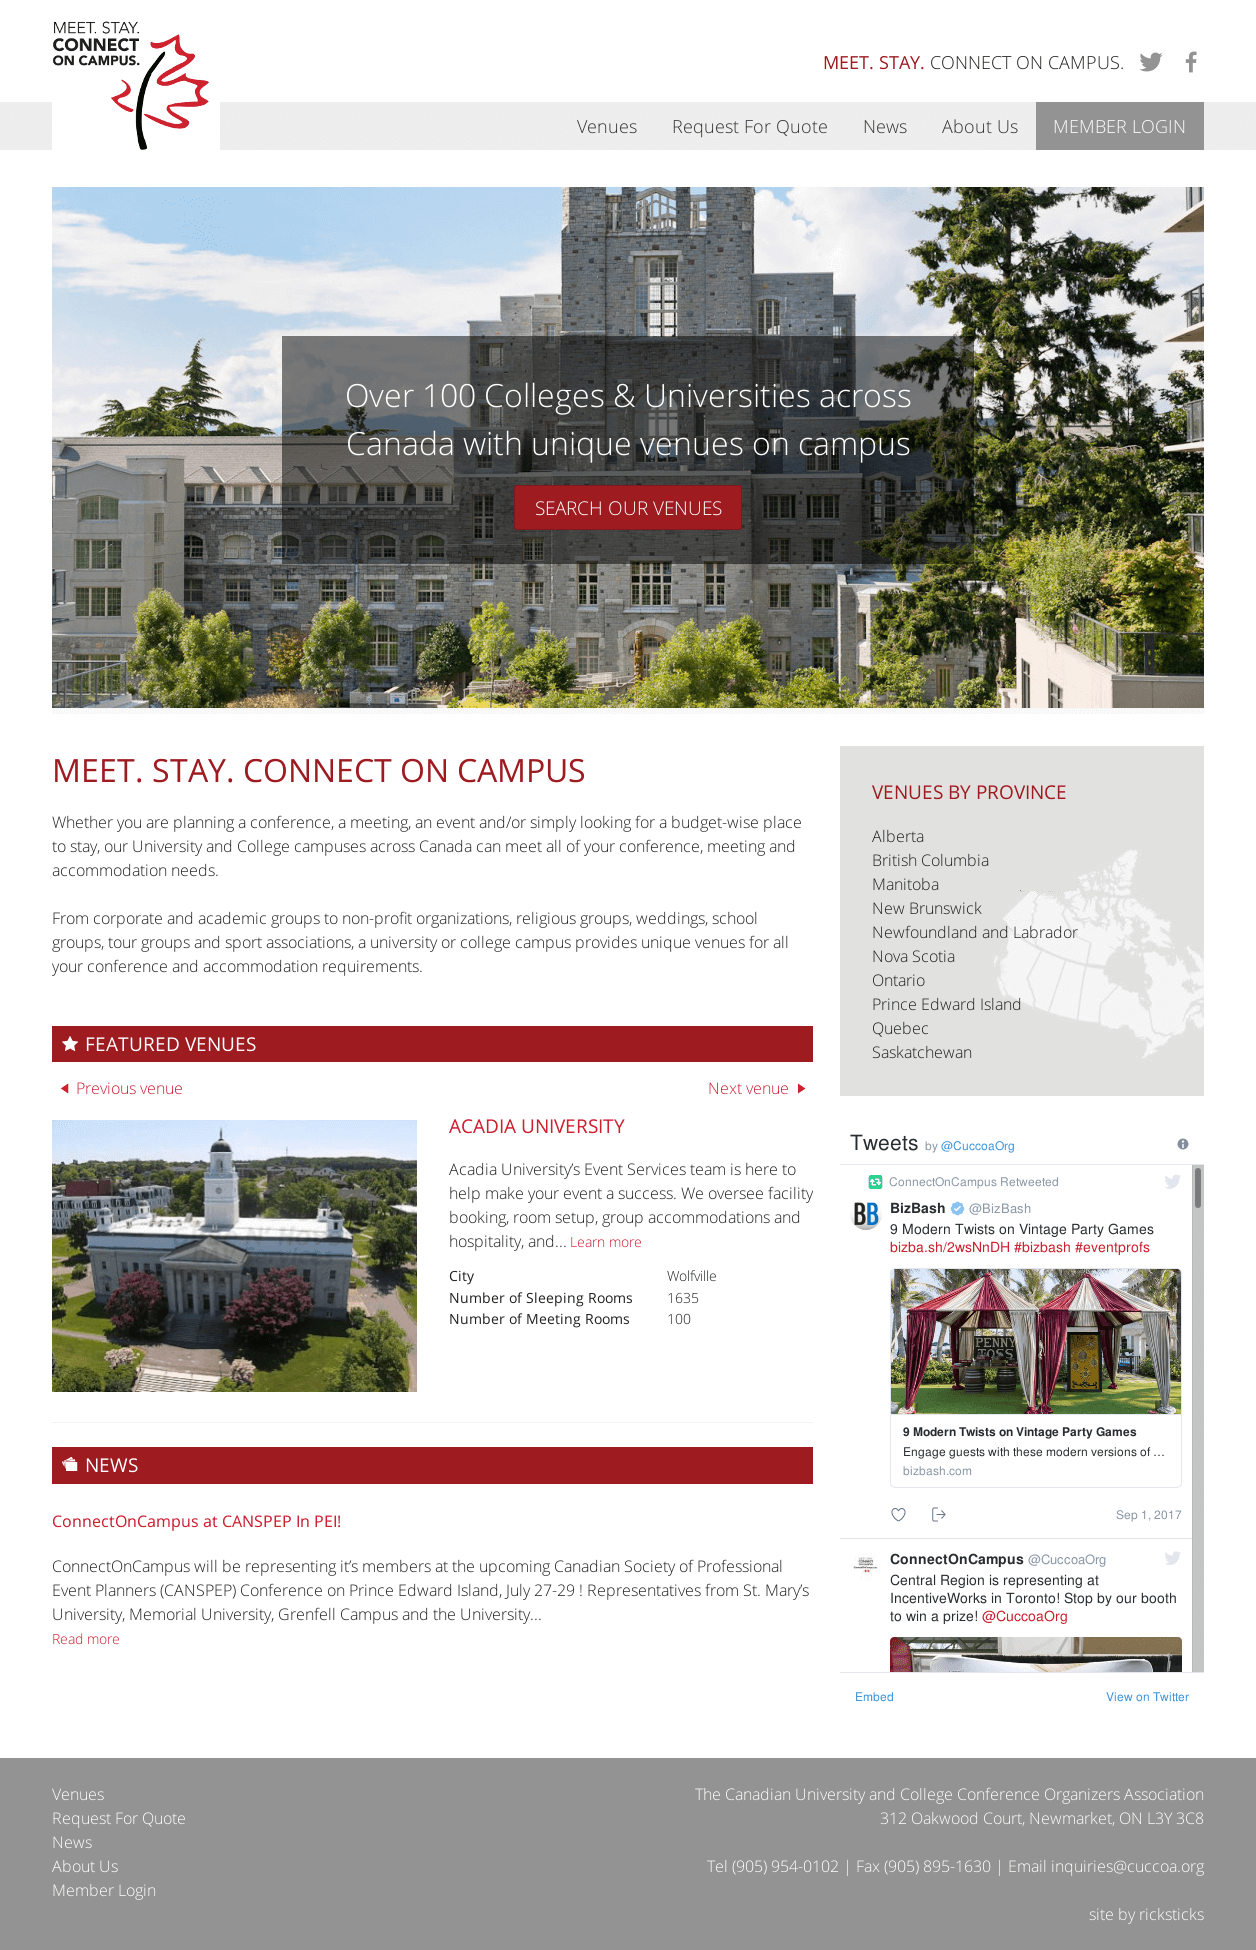 MEET. STAY.
CONNECT
ON CAMPUS.
MEET. STAY. CONNECT ON CAMPUS.
Venues
Request For Quote
News
About Us
MEMBER LOGIN
Over 100 Colleges & Universities across
Canada with unique venues on campus
SEARCH OUR VENUES
MEET. STAY. CONNECT ON CAMPUS
Whether you are planning a conference, a meeting, an event and/or simply looking for a budget-wise place
to stay, our University and College campuses across Canada can meet all of your conference, meeting and
accommodation needs.
From corporate and academic groups to non-profit organizations, religious groups, weddings, school
groups, tour groups and sport associations, a university or college campus provides unique venues for all
your conference and accommodation requirements.
FEATURED VENUES
Previous venue
Next venue
ACADIA UNIVERSITY
Acadia University's Event Services team is here to
help make your event a success. We oversee facility
booking, room setup, group accommodations and
hospitality, and... Learn more
City Wolfville
Number of Sleeping Rooms 1635
Number of Meeting Rooms 100
NEWS
ConnectOnCampus at CANSPEP In PEI!
ConnectOnCampus will be representing it's members at the upcoming Canadian Society of Professional
Event Planners (CANSPEP) Conference on Prince Edward Island, July 27-29 ! Representatives from St. Mary's
University, Memorial University, Grenfell Campus and the University...
Read more
VENUES BY PROVINCE
Alberta
British Columbia
Manitoba
New Brunswick
Newfoundland and Labrador
Nova Scotia
Ontario
Prince Edward Island
Quebec
Saskatchewan
Tweets by @CuccoaOrg
ConnectOnCampus Retweeted
BB
BizBash @BizBash
9 Modern Twists on Vintage Party Games
bizba.sh/2wsNnDH #bizbash #eventprofs
PENNY
TOSS
9 Modern Twists on Vintage Party Games
Engage guests with these modern versions of ...
bizbash.com
Sep 1, 2017
ConnectOnCampus @CuccoaOrg
Central Region is representing at
IncentiveWorks in Toronto! Stop by our booth
to win a prize! @CuccoaOrg
Embed
View on Twitter
Venues
Request For Quote
News
About Us
Member Login
The Canadian University and College Conference Organizers Association
312 Oakwood Court, Newmarket, ON L3Y 3C8
Tel (905) 954-0102 | Fax (905) 895-1630 | Email inquiries@cuccoa.org
site by ricksticks